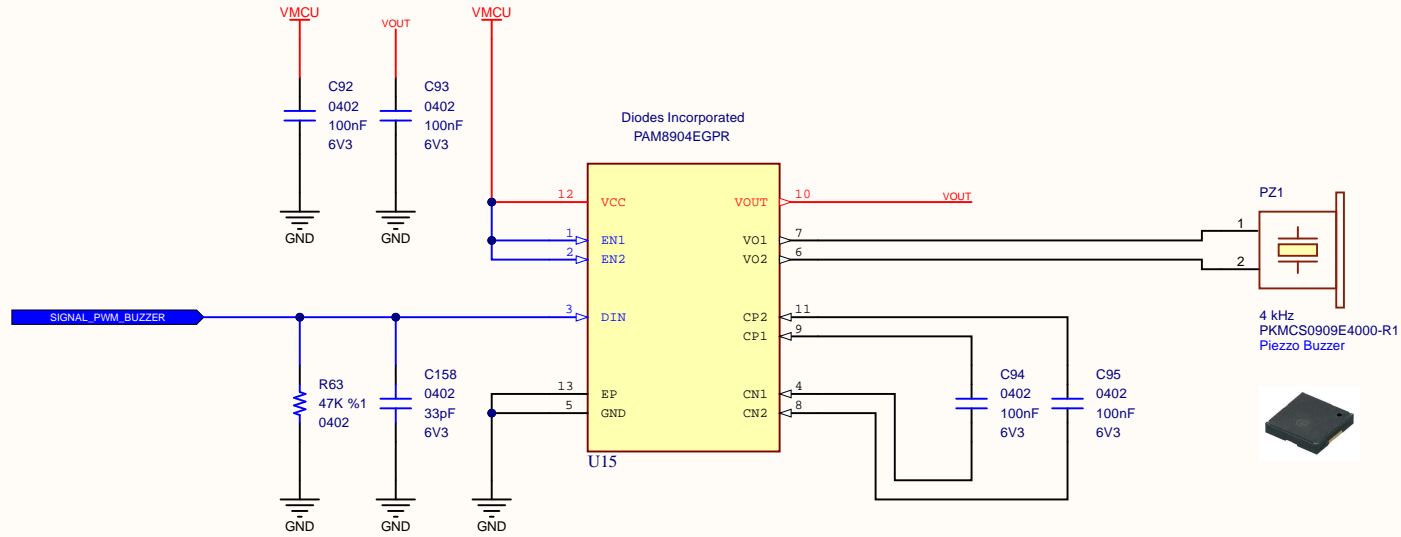 VMCU
VOUT
VMCU
C92
0402
100nF
6V3
C93
0402
100nF
6V3
GND
GND
Diodes Incorporated
PAM8904EGPR
12
VCC
VOUT
10
VOUT
1
EN1
VO1
7
2
EN2
VO2
6
SIGNAL_PWM_BUZZER
3
DIN
CP2
11
CP1
9
13
EP
CN1
4
5
GND
CN2
8
U15
R63
47K %1
0402
C158
0402
33pF
6V3
GND
GND
GND
C94
0402
100nF
6V3
C95
0402
100nF
6V3
PZ1
1
2
4 kHz
PKMCS0909E4000-R1
Piezzo Buzzer